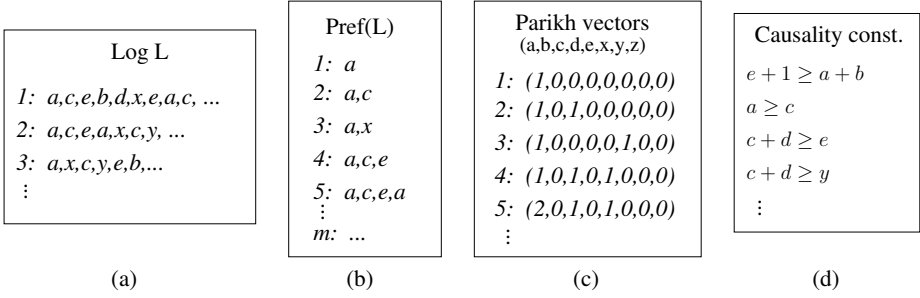 Log L
1: a,c,e,b,d,x,e,a,c, ...
2: a,c,e,a,x,c,y, ...
3: a,x,c,y,e,b,...
⋮
(a)
Pref(L)
1: a
2: a,c
3: a,x
4: a,c,e
5: a,c,e,a
⋮
m: ...
(b)
Parikh vectors
(a,b,c,d,e,x,y,z)
1: (1,0,0,0,0,0,0,0)
2: (1,0,1,0,0,0,0,0)
3: (1,0,0,0,0,1,0,0)
4: (1,0,1,0,1,0,0,0)
5: (2,0,1,0,1,0,0,0)
⋮
(c)
Causality const.
e + 1 ≥ a + b
a ≥ c
c + d ≥ e
c + d ≥ y
⋮
(d)